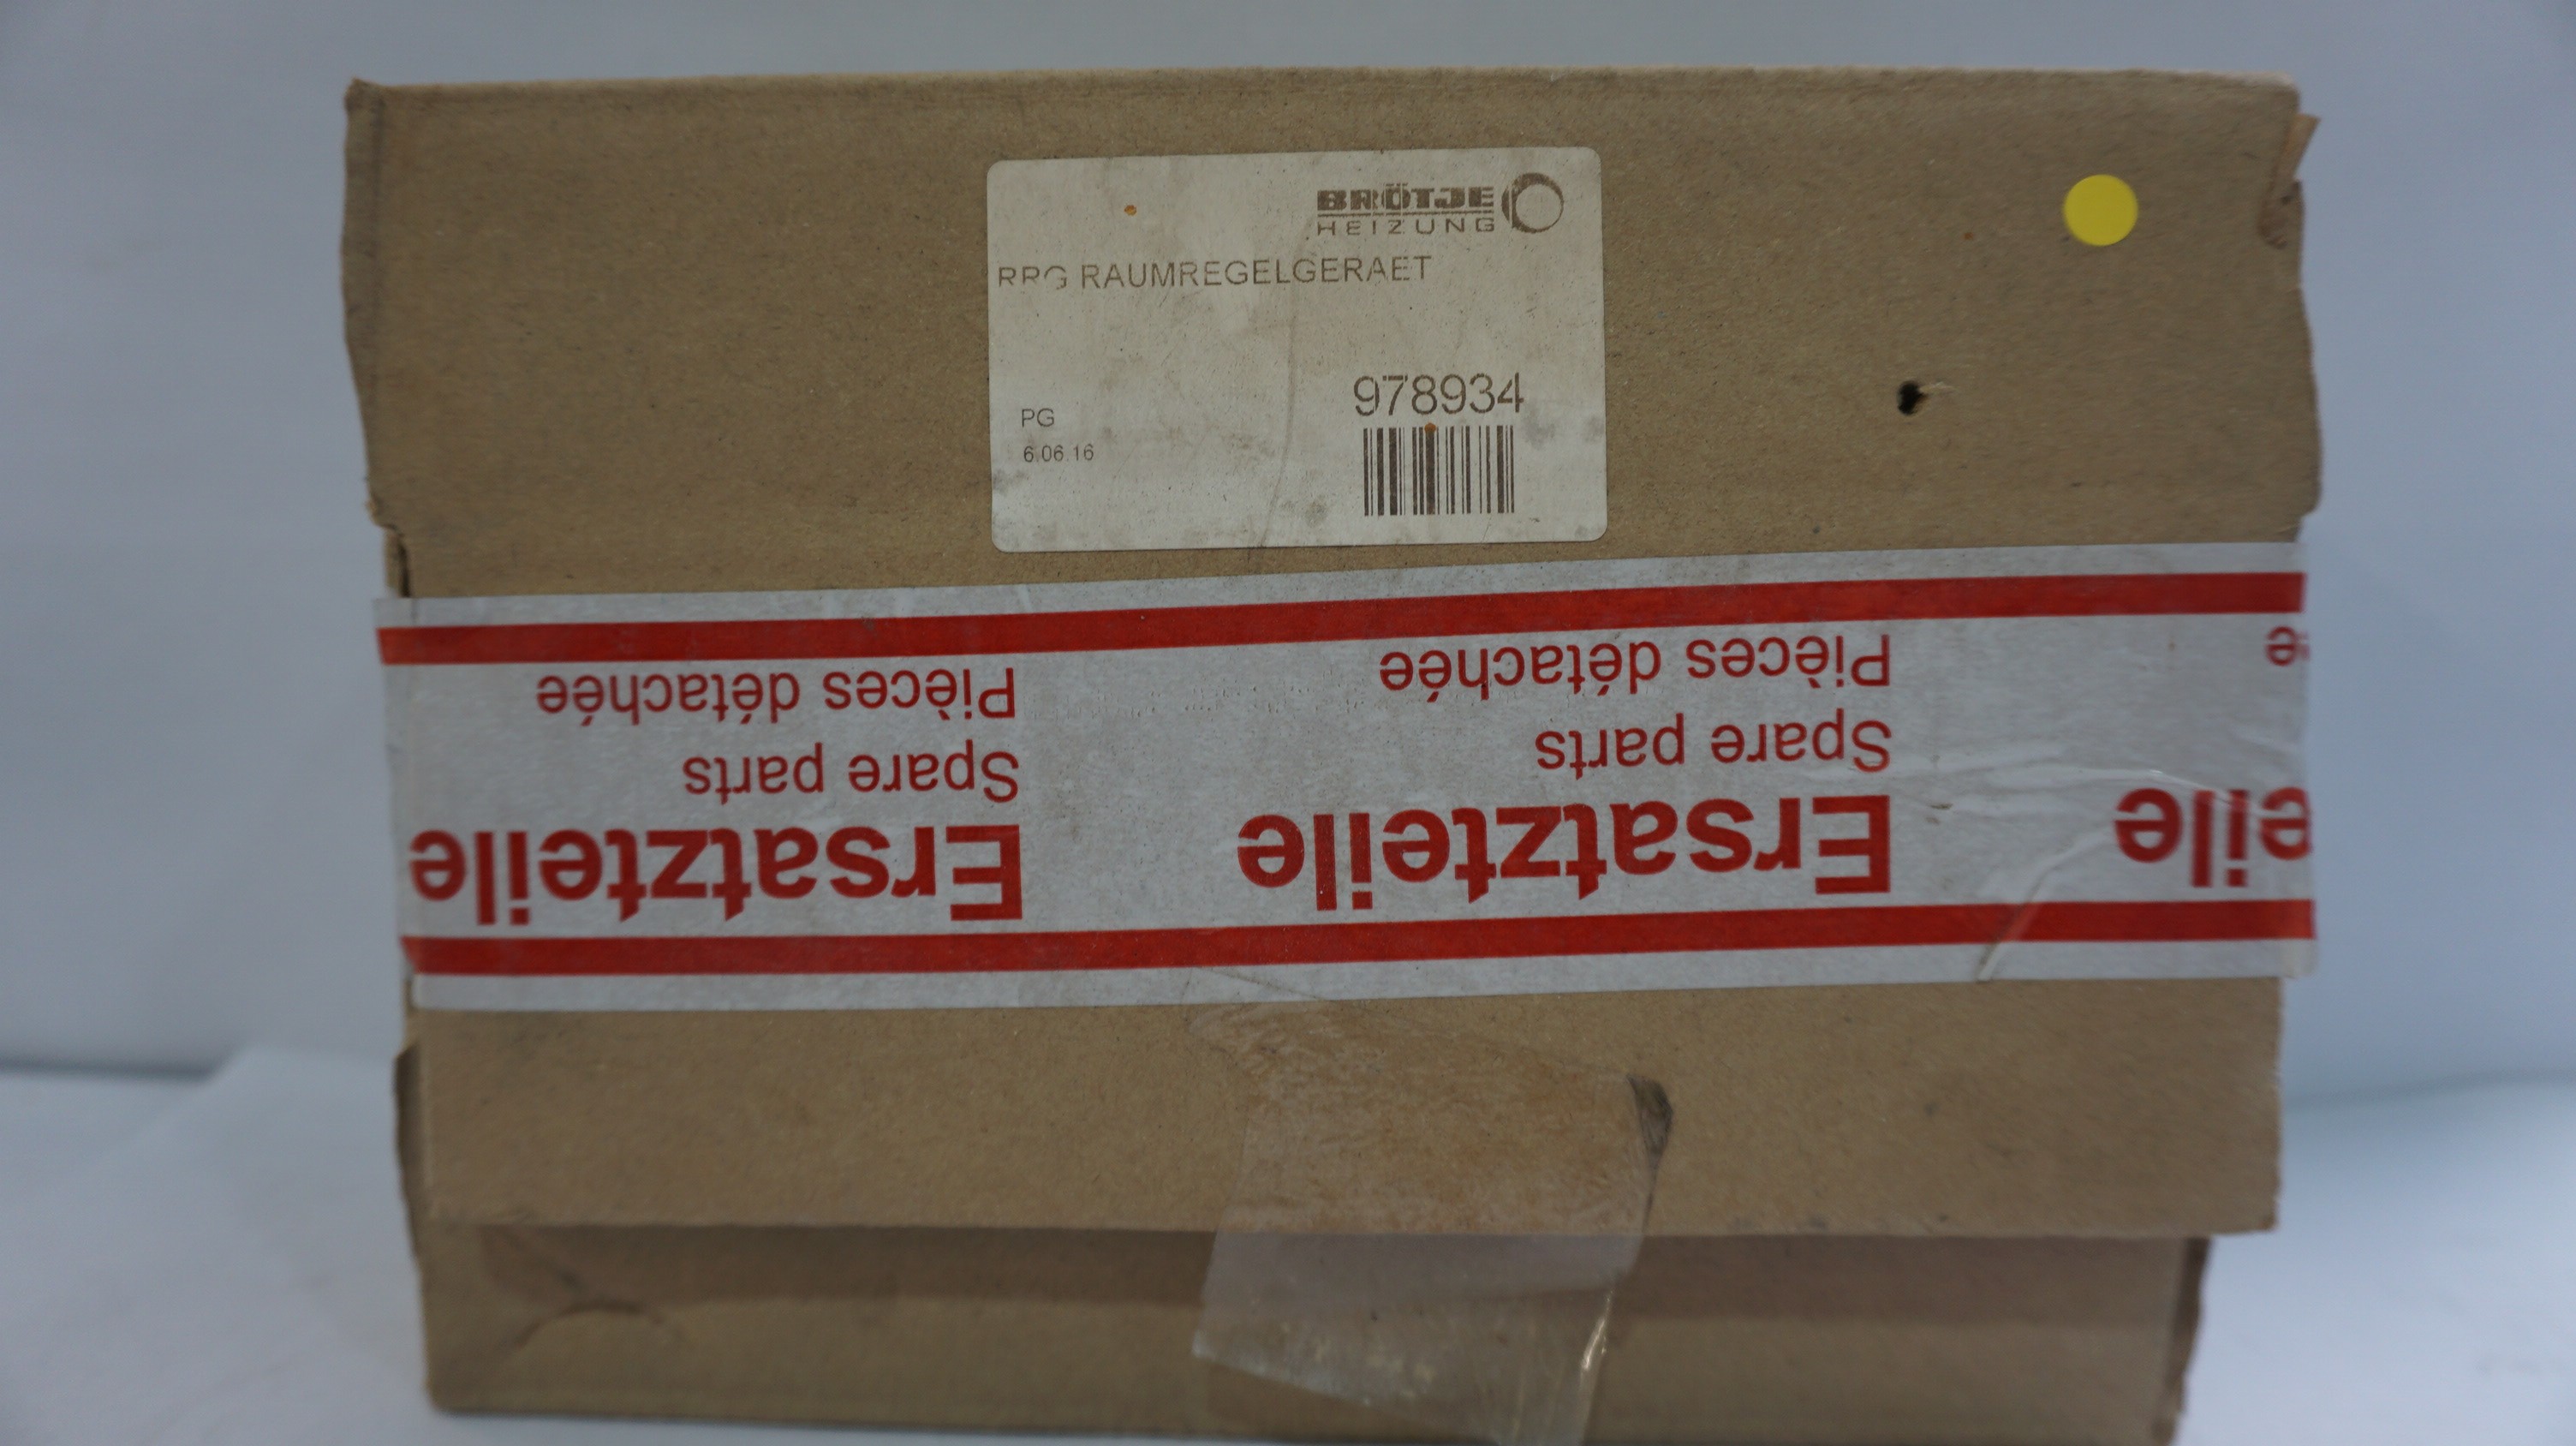 BRÖTJE
HEIZUNG
RRG RAUMREGELGERAET
978934
PG
6.06.16
Ersatzteile
Spare parts
Pièces détachée
Ersatzteile
Spare parts
Pièces détachée
eile
e